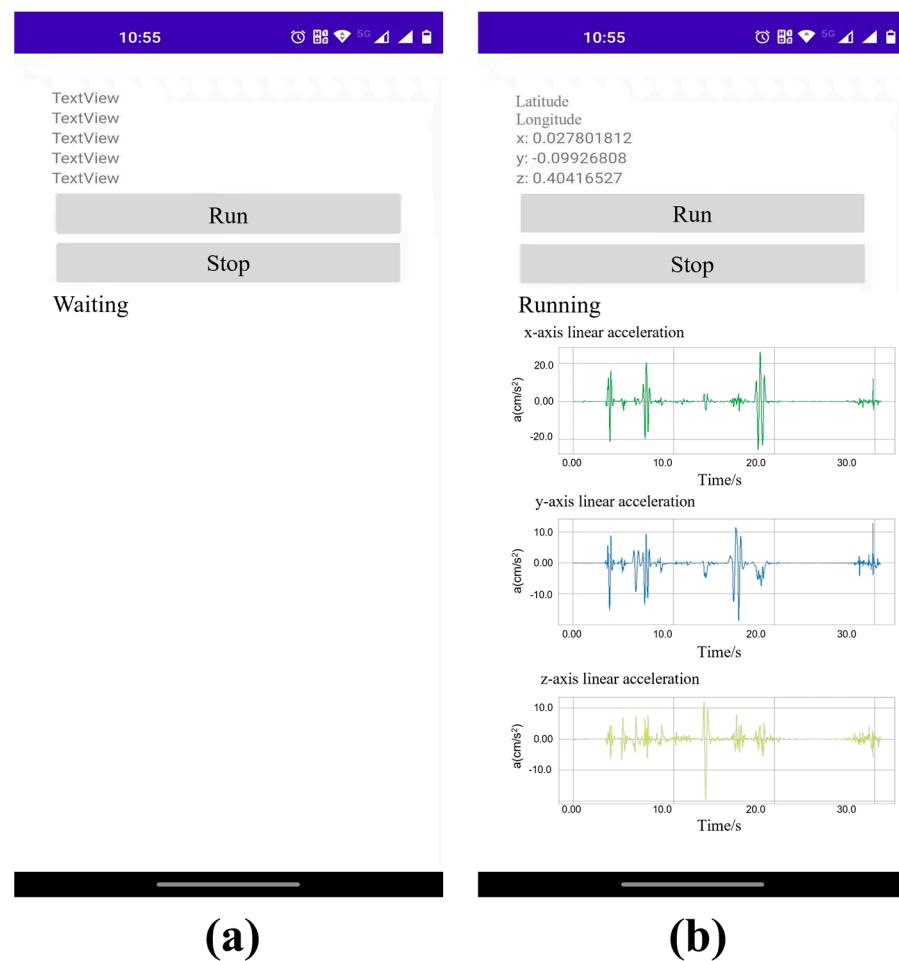 10:55 5G
TextView
TextView
TextView
TextView
TextView
Run
Stop
Waiting
(a)
10:55 5G
Latitude
Longitude
x: 0.027801812
y: -0.09926808
z: 0.40416527
Run
Stop
Running
x-axis linear acceleration
a(cm/s²)
20.0
0.00
-20.0
0.00 10.0 20.0 30.0
Time/s
y-axis linear acceleration
a(cm/s²)
10.0
0.00
-10.0
0.00 10.0 20.0 30.0
Time/s
z-axis linear acceleration
a(cm/s²)
10.0
0.00
-10.0
0.00 10.0 20.0 30.0
Time/s
(b)